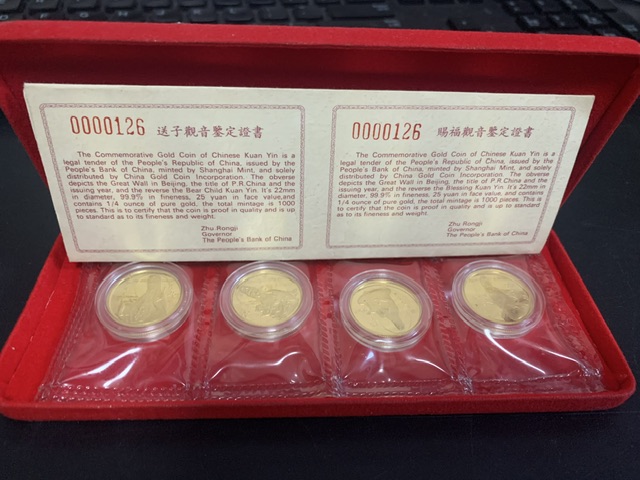 0000126 送子觀音鑒定證書
The Commemorative Gold Coin of Chinese Kuan Yin is a
legal tender of the People's Republic of China, issued by the
People's Bank of China, minted by Shanghai Mint, and solely
distributed by China Gold Coin Incorporation. The obverse
depicts the Great Wall in Beijing, the title of P.R.China and the
issuing year, and the reverse the Bear Child Kuan Yin. It's 22mm
in diameter, 99.9% in fineness, 25 yuan in face value, and
contains 1/4 ounce of pure gold, the total mintage is 1000
pieces. This is to certify that the coin is proof in quality and is up
to standard as to its fineness and weight.
Zhu Rongji
Governor
The People's Bank of China
0000126 賜福觀音鑒定證書
The Commemorative Gold Coin of Chinese Kuan Yin is a
legal tender of the People's Republic of China, issued by
the People's Bank of China, minted by Shanghai Mint, and solely
distributed by China Gold Coin Incorporation. The obverse
depicts the Great Wall in Beijing, the title of P.R.China and the
issuing year, and the reverse the Blessing Kuan Yin. It's 22mm
in diameter, 99.9% in fineness, 25 yuan in face value, and contains
1/4 ounce of pure gold, the total mintage is 1000 pieces. This is
to certify that the coin is proof in quality and is up to standard
as to its fineness and weight.
Zhu Rongji
Governor
The People's Bank of China